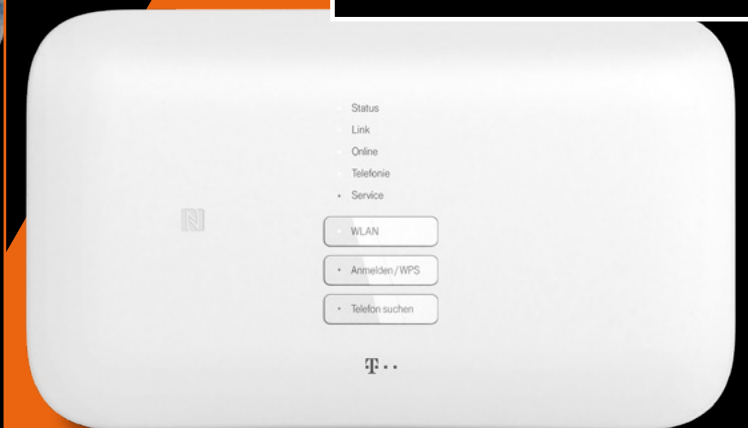 Status
Link
Online
Telefonie
Service
WLAN
Anmelden/WPS
Telefon suchen
T··